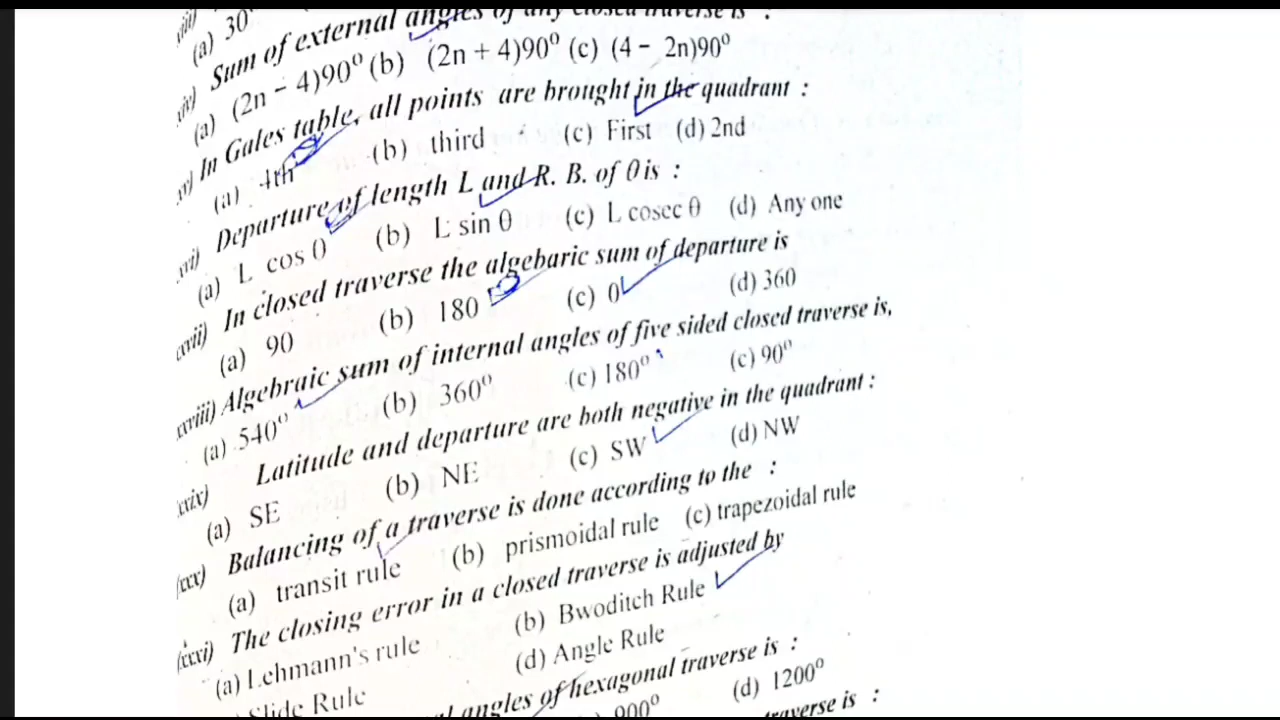 (a) 30
Sum of external angles of any closed traverse is :
(a) (2n - 4)90° (b) (2n + 4)90° (c) (4 - 2n)90°
In Gales table, all points are brought in the quadrant :
(a) 4th (b) third (c) First (d) 2nd
Departure of length L and R. B. of θ is :
(a) L cos θ (b) L sin θ (c) L cosec θ (d) Any one
In closed traverse the algebaric sum of departure is
(a) 90 (b) 180 (c) 0 (d) 360
Algebraic sum of internal angles of five sided closed traverse is,
(a) 540° (b) 360° (c) 180° (c) 90°
Latitude and departure are both negative in the quadrant :
(a) SE (b) NE (c) SW (d) NW
Balancing of a traverse is done according to the :
(a) transit rule (b) prismoidal rule (c) trapezoidal rule
The closing error in a closed traverse is adjusted by
(a) Lehmann's rule (b) Bwoditch Rule
Slide Rule (d) Angle Rule
angles of hexagonal traverse is :
900° (d) 1200°
traverse is :